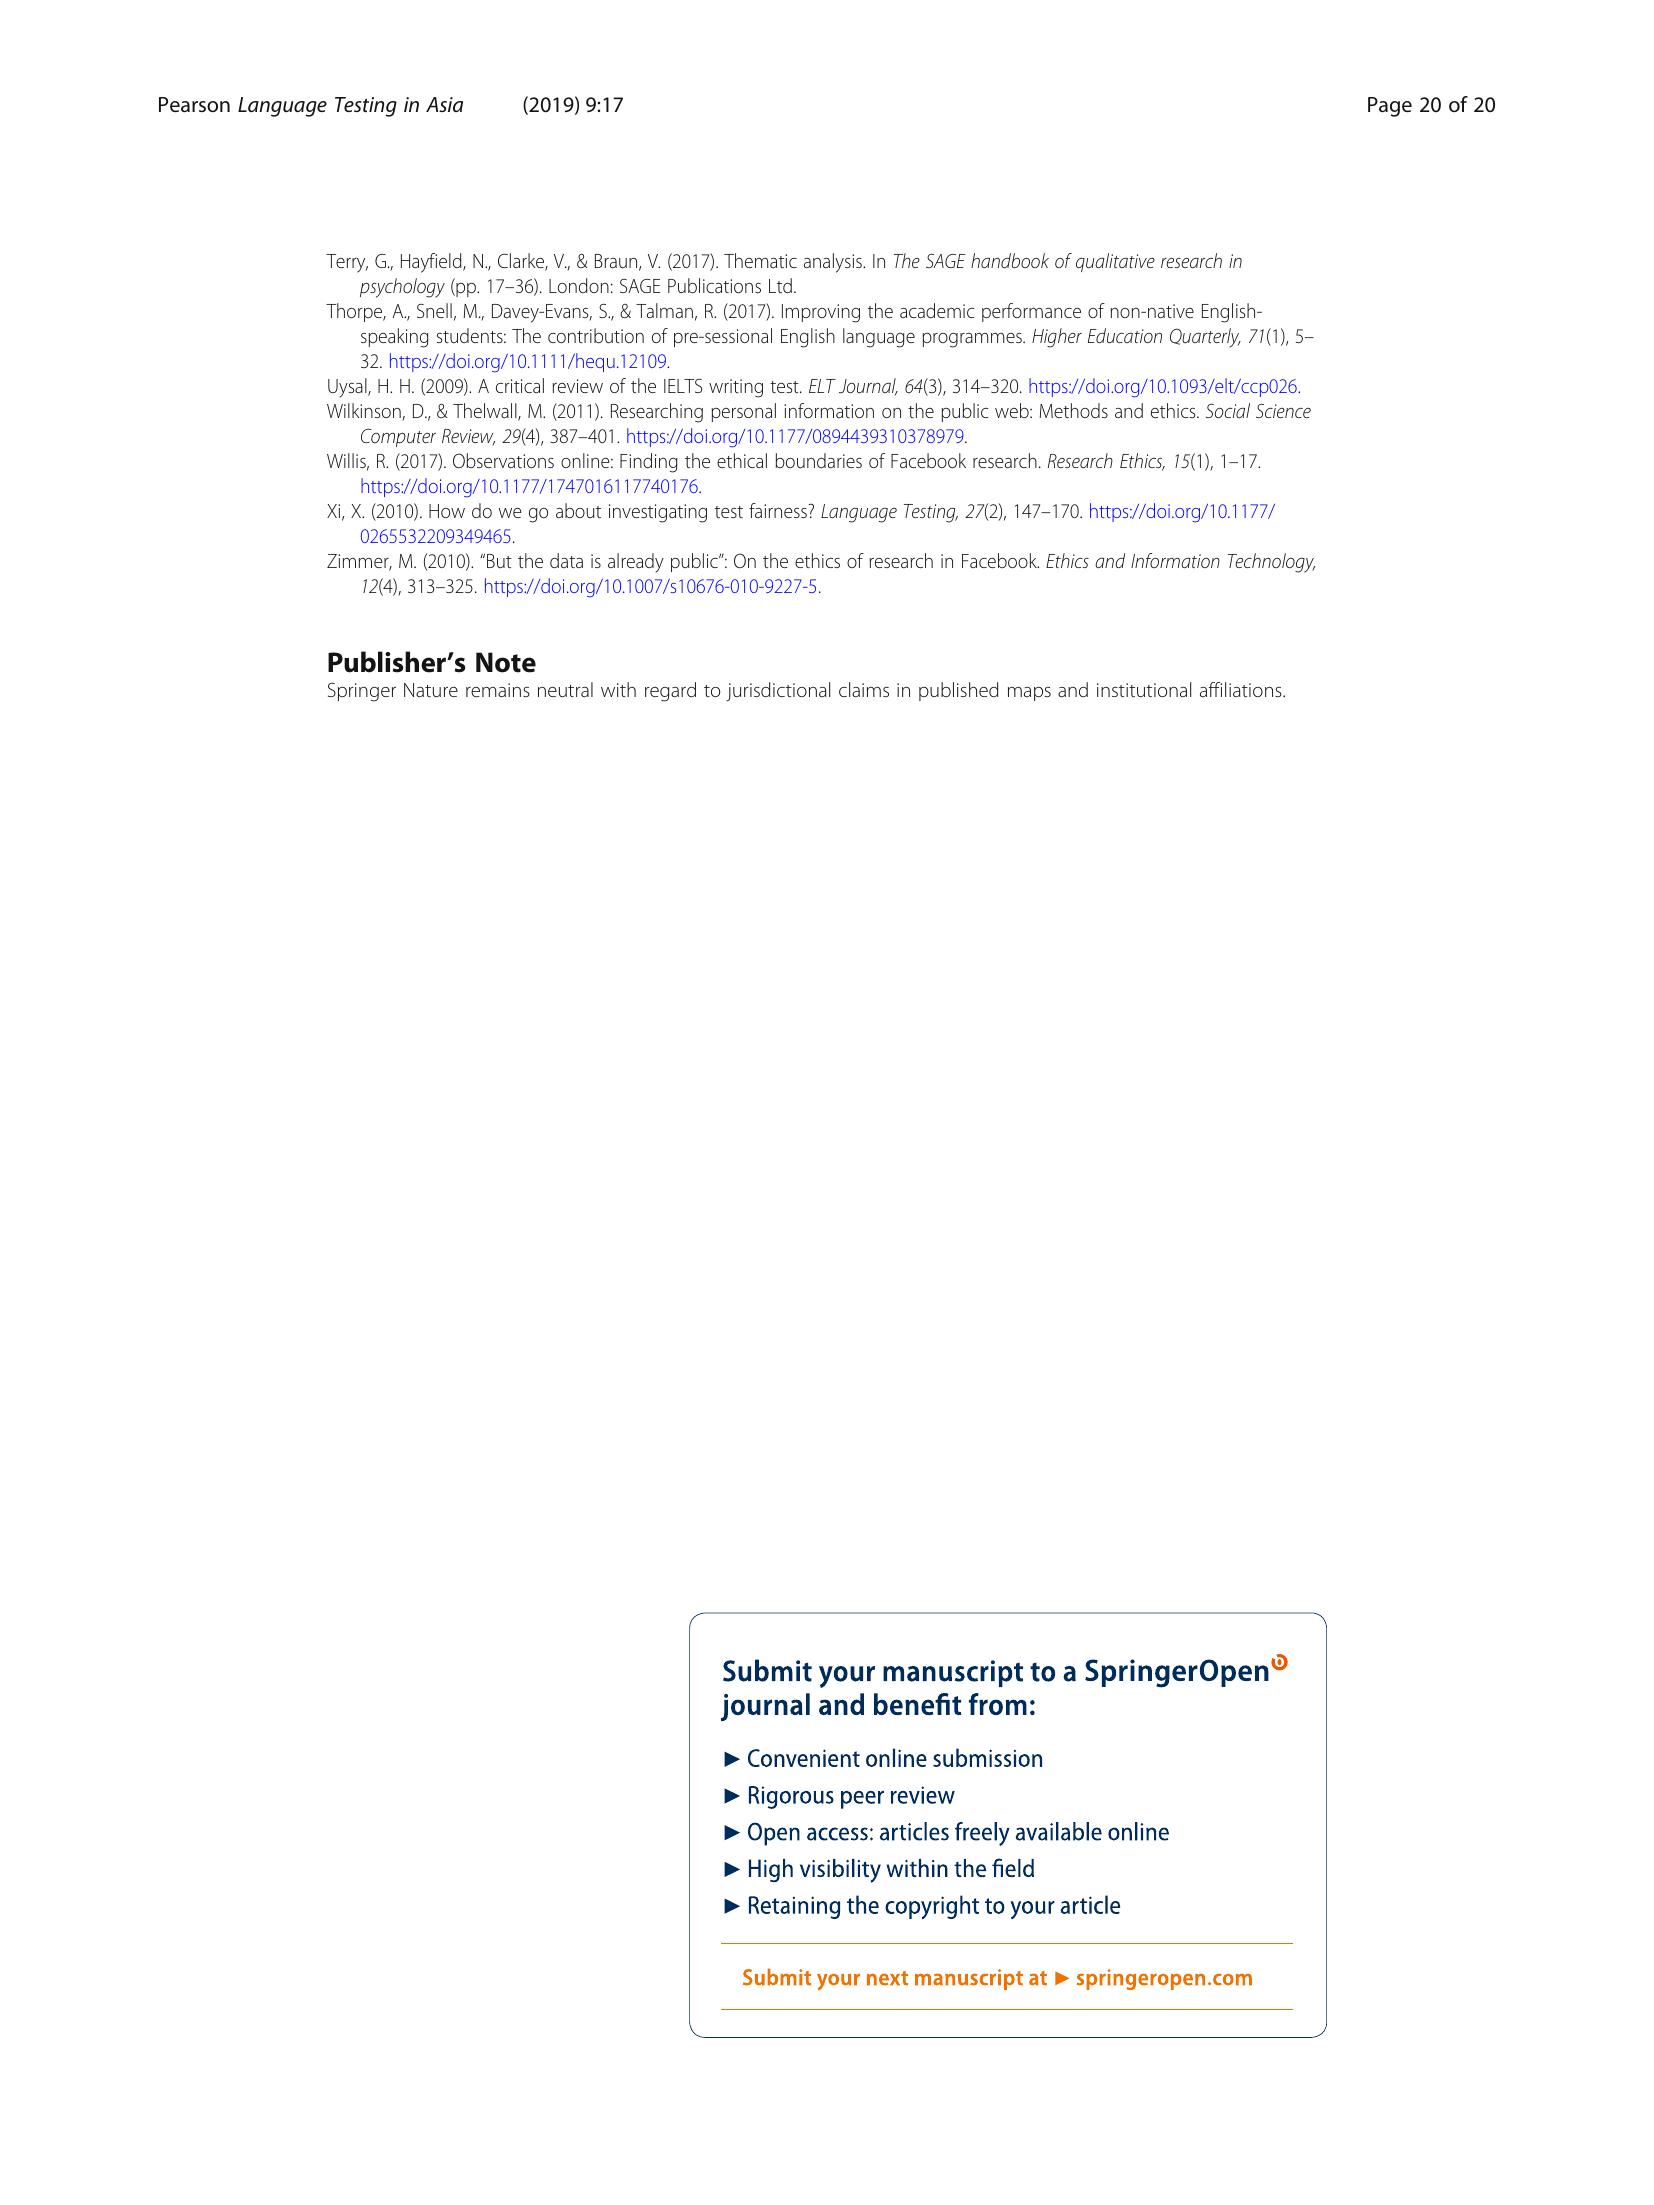 Pearson Language Testing in Asia (2019) 9:17 Page 20 of 20
Terry, G., Hayfield, N., Clarke, V., & Braun, V. (2017). Thematic analysis. In The SAGE handbook of qualitative research in
psychology (pp. 17–36). London: SAGE Publications Ltd.
Thorpe, A., Snell, M., Davey-Evans, S., & Talman, R. (2017). Improving the academic performance of non-native English-
speaking students: The contribution of pre-sessional English language programmes. Higher Education Quarterly, 71(1), 5–
32. https://doi.org/10.1111/hequ.12109.
Uysal, H. H. (2009). A critical review of the IELTS writing test. ELT Journal, 64(3), 314–320. https://doi.org/10.1093/elt/ccp026.
Wilkinson, D., & Thelwall, M. (2011). Researching personal information on the public web: Methods and ethics. Social Science
Computer Review, 29(4), 387–401. https://doi.org/10.1177/0894439310378979.
Willis, R. (2017). Observations online: Finding the ethical boundaries of Facebook research. Research Ethics, 15(1), 1–17.
https://doi.org/10.1177/1747016117740176.
Xi, X. (2010). How do we go about investigating test fairness? Language Testing, 27(2), 147–170. https://doi.org/10.1177/
0265532209349465.
Zimmer, M. (2010). “But the data is already public”: On the ethics of research in Facebook. Ethics and Information Technology,
12(4), 313–325. https://doi.org/10.1007/s10676-010-9227-5.
Publisher’s Note
Springer Nature remains neutral with regard to jurisdictional claims in published maps and institutional affiliations.
Submit your manuscript to a SpringerOpen
journal and benefit from:
► Convenient online submission
► Rigorous peer review
► Open access: articles freely available online
► High visibility within the field
► Retaining the copyright to your article
Submit your next manuscript at ► springeropen.com